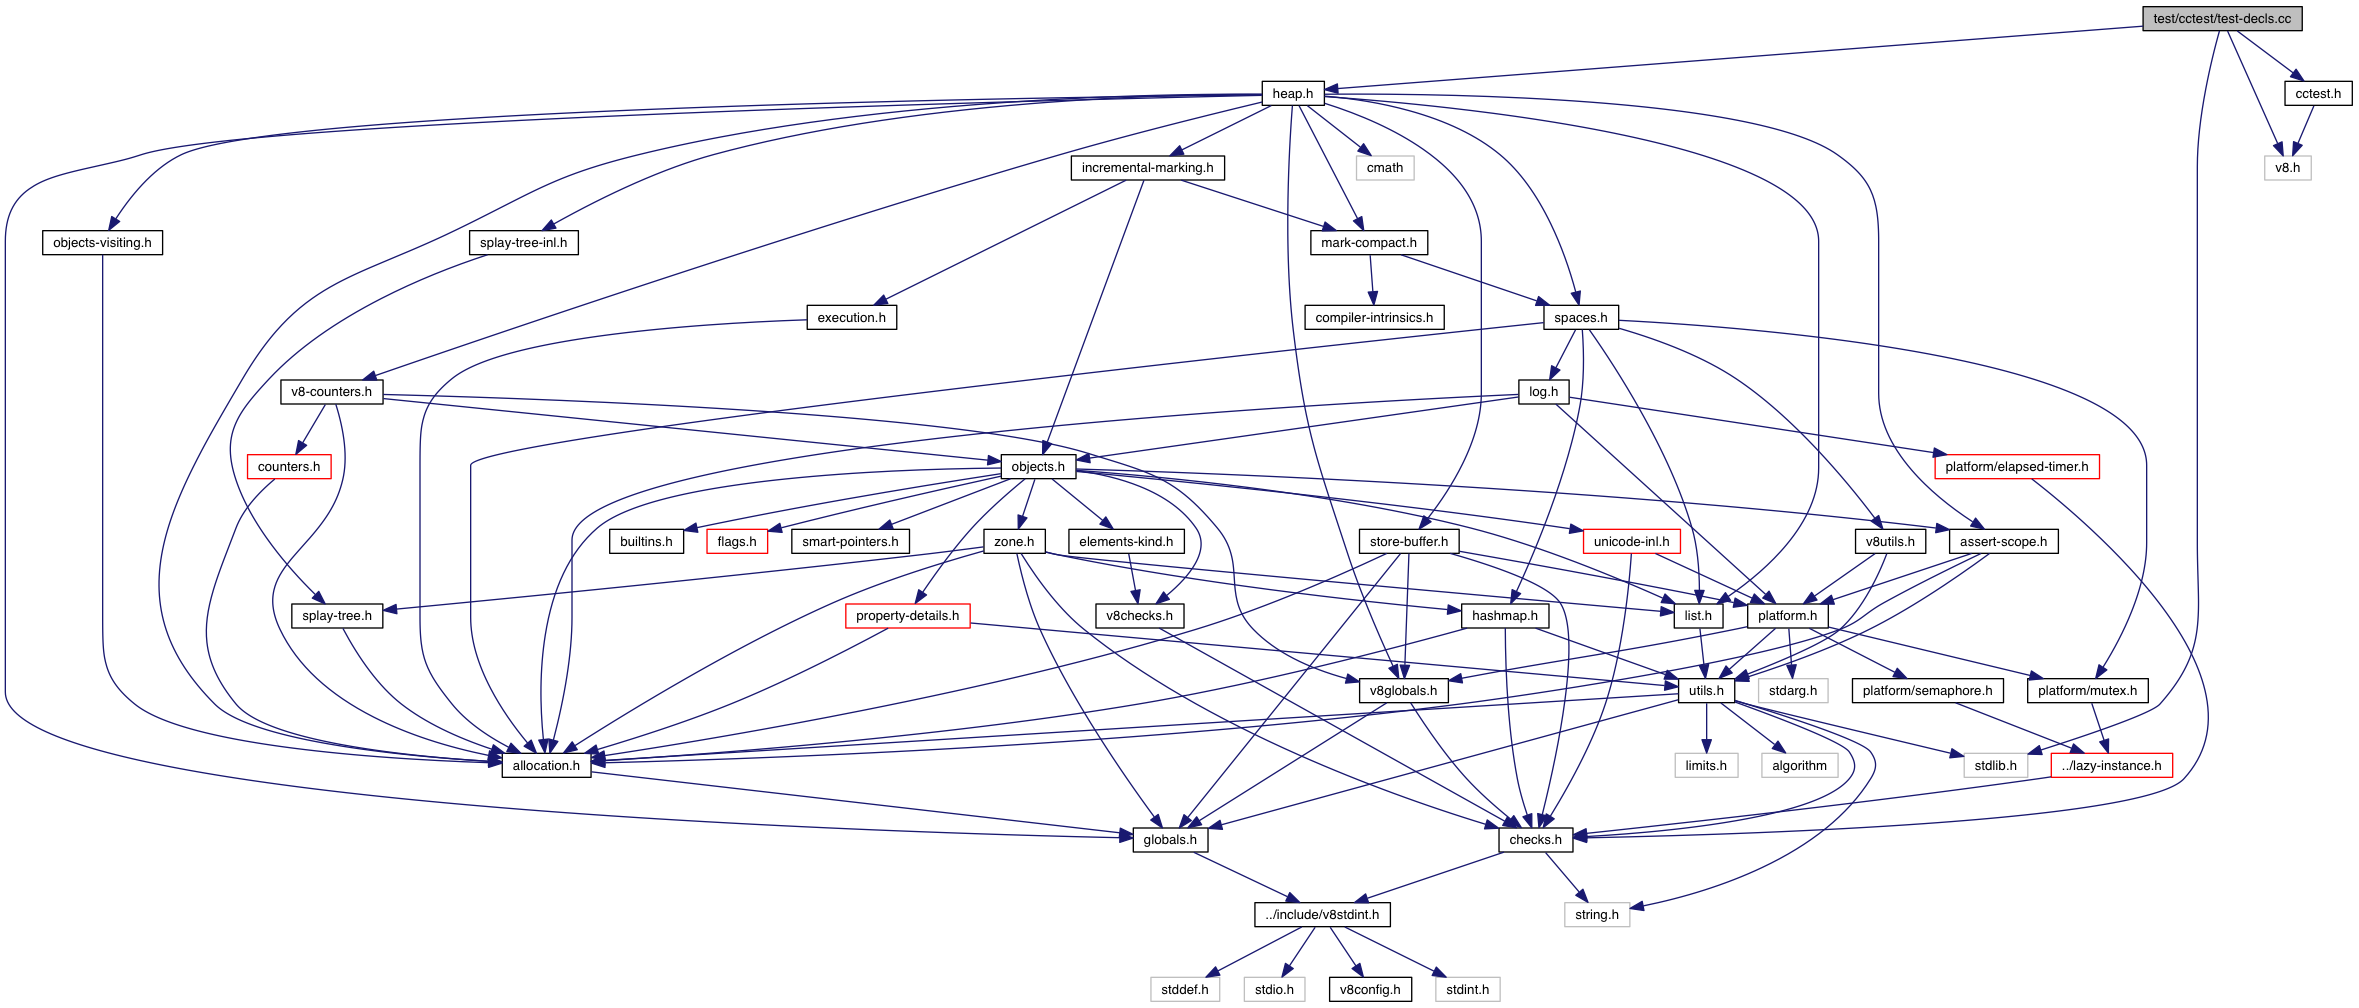 test/cctest/test-decls.cc
heap.h
cctest.h
incremental-marking.h
cmath
v8.h
objects-visiting.h
splay-tree-inl.h
mark-compact.h
execution.h
compiler-intrinsics.h
spaces.h
v8-counters.h
log.h
counters.h
objects.h
platform/elapsed-timer.h
builtins.h
flags.h
smart-pointers.h
zone.h
elements-kind.h
store-buffer.h
unicode-inl.h
v8utils.h
assert-scope.h
splay-tree.h
property-details.h
v8checks.h
hashmap.h
list.h
platform.h
v8globals.h
utils.h
stdarg.h
platform/semaphore.h
platform/mutex.h
allocation.h
limits.h
algorithm
stdlib.h
../lazy-instance.h
globals.h
checks.h
../include/v8stdint.h
string.h
stddef.h
stdio.h
v8config.h
stdint.h